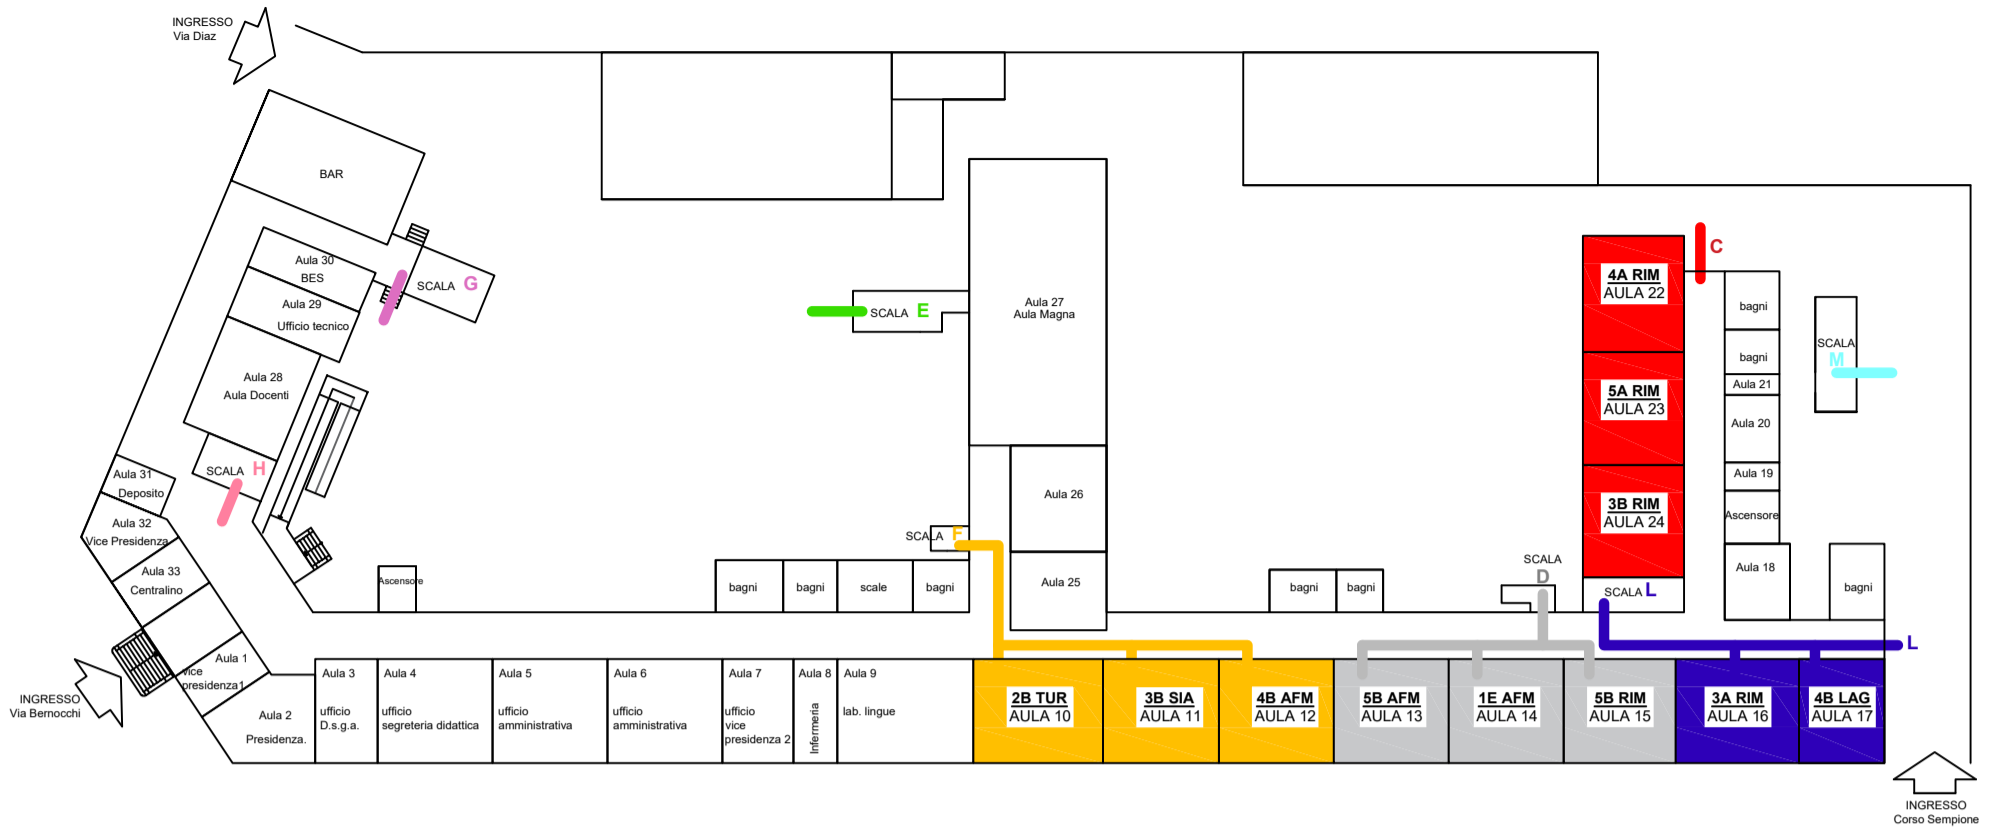 INGRESSO
Via Diaz
BAR
Aula 30
BES
Aula 29
Ufficio tecnico
SCALA G
Aula 28
Aula Docenti
SCALA H
Aula 31
Deposito
Aula 32
Vice Presidenza
Aula 33
Centralino
Aula 1
vice
presidenza1
Aula 2
Presidenza.
INGRESSO
Via Bernocchi
Ascensore
Aula 3
ufficio
D.s.g.a.
Aula 4
ufficio
segreteria didattica
Aula 5
ufficio
amministrativa
Aula 6
ufficio
amministrativa
Aula 7
ufficio
vice
presidenza 2
Aula 8
Infermeria
Aula 9
lab. lingue
bagni
bagni
scale
bagni
SCALA F
SCALA E
Aula 27
Aula Magna
Aula 26
Aula 25
2B TUR
AULA 10
3B SIA
AULA 11
4B AFM
AULA 12
5B AFM
AULA 13
1E AFM
AULA 14
5B RIM
AULA 15
3A RIM
AULA 16
4B LAG
AULA 17
bagni
bagni
SCALA
D
SCALA L
L
4A RIM
AULA 22
5A RIM
AULA 23
3B RIM
AULA 24
C
bagni
bagni
Aula 21
Aula 20
Aula 19
Ascensore
Aula 18
bagni
SCALA
M
INGRESSO
Corso Sempione